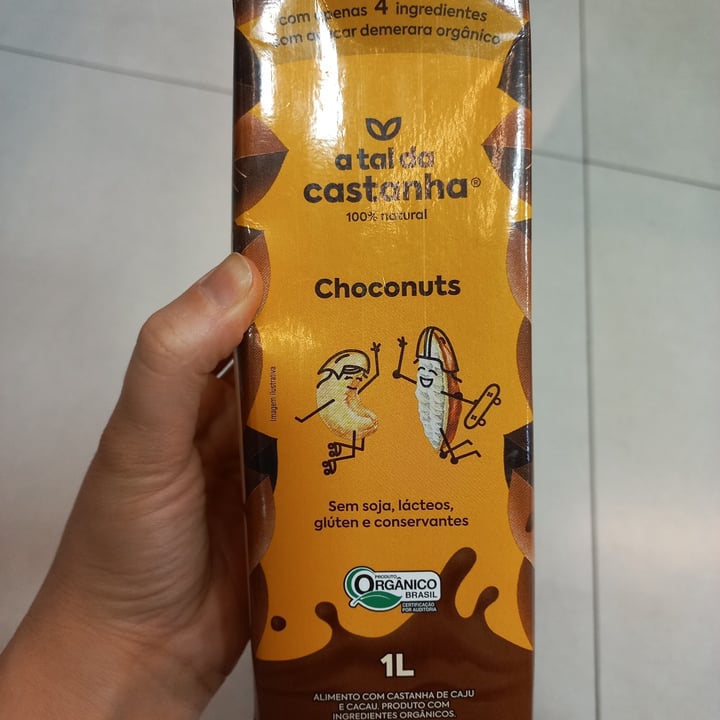 com apenas 4 ingredientes
com açúcar demerara orgânico
a tal da
castanha®
100% natural
Choconuts
Imagem ilustrativa
Sem soja, lácteos,
glúten e conservantes
PRODUTO
ORGÂNICO
BRASIL
CERTIFICAÇÃO
POR AUDITORIA
1L
ALIMENTO COM CASTANHA DE CAJU
E CACAU. PRODUTO COM
INGREDIENTES ORGÂNICOS.